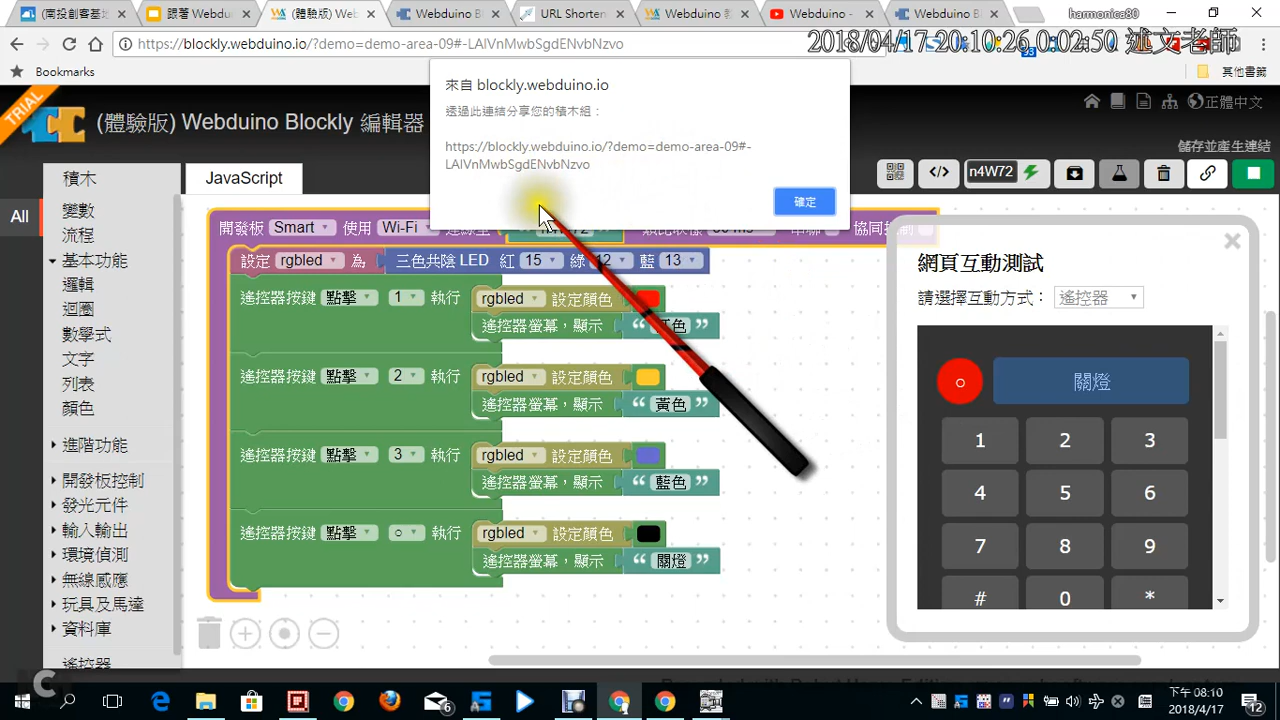 (南投創客基地
跟著 Webdu
(體驗版) Web
Webduino Bl
URL Shorten
Webduino 教
Webduino -
Webduino Bl
harmonica80
https://blockly.webduino.io/?demo=demo-area-09#-LAlVnMwbSgdENvbNzvo
2018/04/17 20:10:26 0:02:50 述文老師
93
Bookmarks
其他書籤
TRIAL
(體驗版) Webduino Blockly 編輯器
正體中文
儲存並產生連結
來自 blockly.webduino.io
透過此連結分享您的積木組：
https://blockly.webduino.io/?demo=demo-area-09#-
LAlVnMwbSgdENvbNzvo
確定
積木
JavaScript
n4W72
All
變數
流程
基本功能
邏輯
迴圈
數學式
文字
列表
顏色
進階功能
開發板控制
發光元件
輸入輸出
環境偵測
無線感應
玩具及馬達
資料庫
遙控器
開發板 Smart 使用 Wi-Fi
設定 rgbled 為 三色共陰 LED 紅 15 綠 12 藍 13
遙控器按鍵 點擊 1 執行 rgbled 設定顏色
遙控器螢幕，顯示 “ 紅色 ”
遙控器按鍵 點擊 2 執行 rgbled 設定顏色
遙控器螢幕，顯示 “ 黃色 ”
遙控器按鍵 點擊 3 執行 rgbled 設定顏色
遙控器螢幕，顯示 “ 藍色 ”
遙控器按鍵 點擊 ○ 執行 rgbled 設定顏色
遙控器螢幕，顯示 “ 關燈 ”
網頁互動測試
請選擇互動方式： 遙控器
○ 關燈
1 2 3
4 5 6
7 8 9
# 0 *
下午 08:10
2018/4/17
6
12